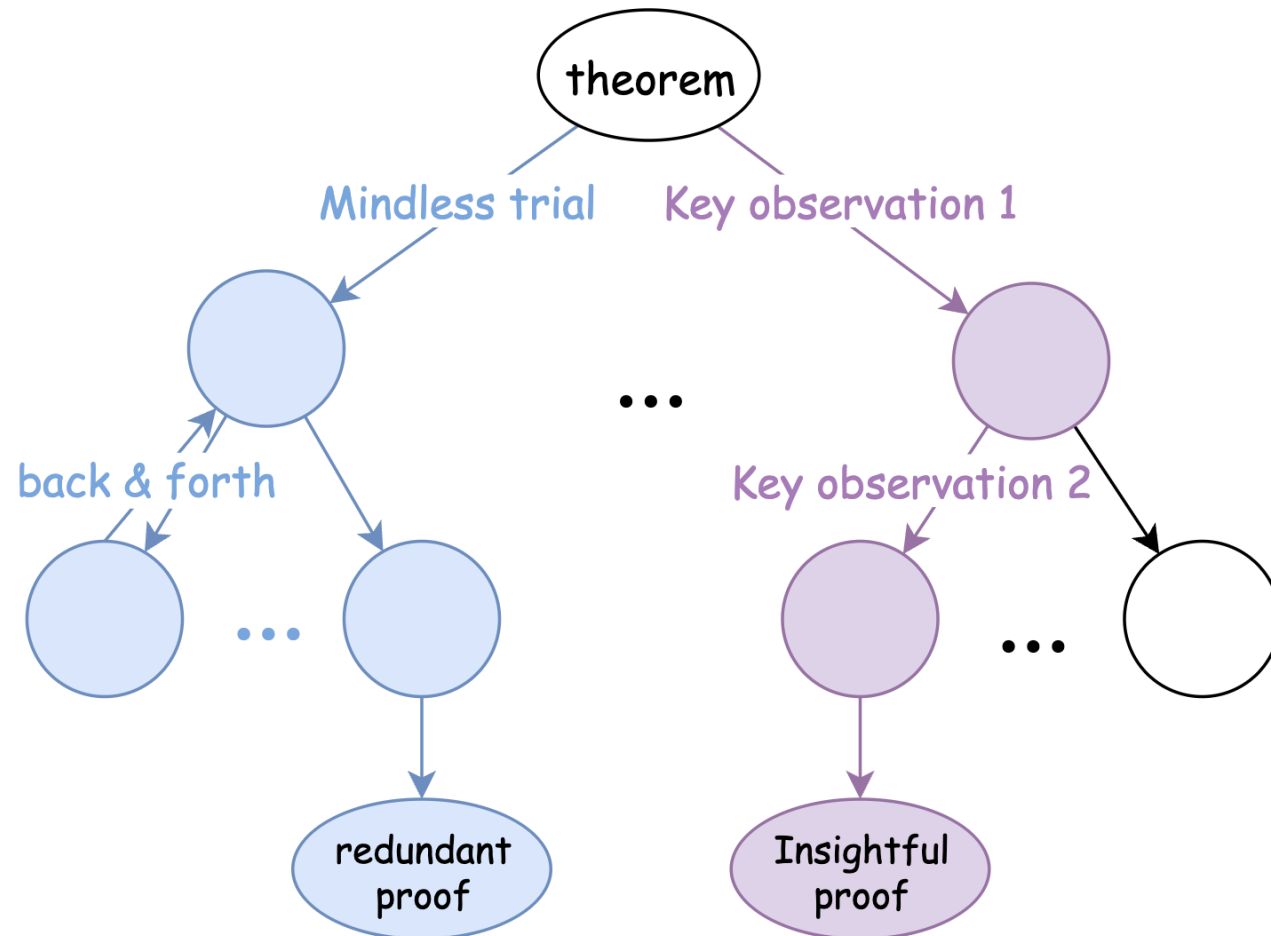 theorem
Mindless trial
Key observation 1
...
back & forth
Key observation 2
...
...
redundant
proof
Insightful
proof